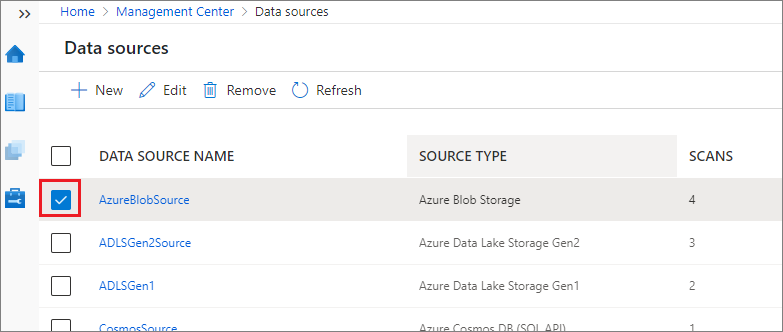 Home > Management Center > Data sources
Data sources
New Edit Remove Refresh
DATA SOURCE NAME SOURCE TYPE SCANS
AzureBlobSource Azure Blob Storage 4
ADLSGen2Source Azure Data Lake Storage Gen2 3
ADLSGen1 Azure Data Lake Storage Gen1 2
CosmosSource Azure Cosmos DB (SQL API) 1